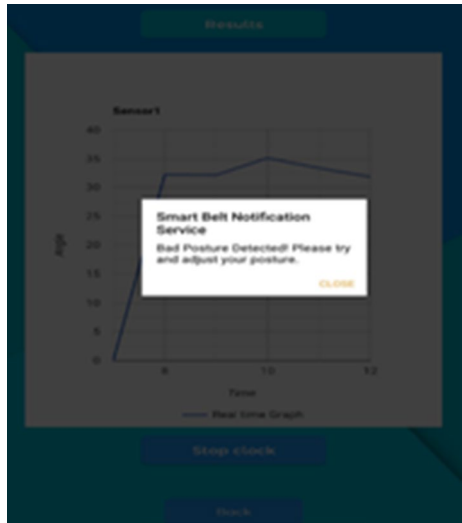 Results
Sensor1
40
35
30
25
20
15
10
5
0
Age
Smart Belt Notification
Service
Bad Posture Detected! Please try
and adjust your posture.
CLOSE
8 10 12
Time
Real time Graph
Stop clock
Back